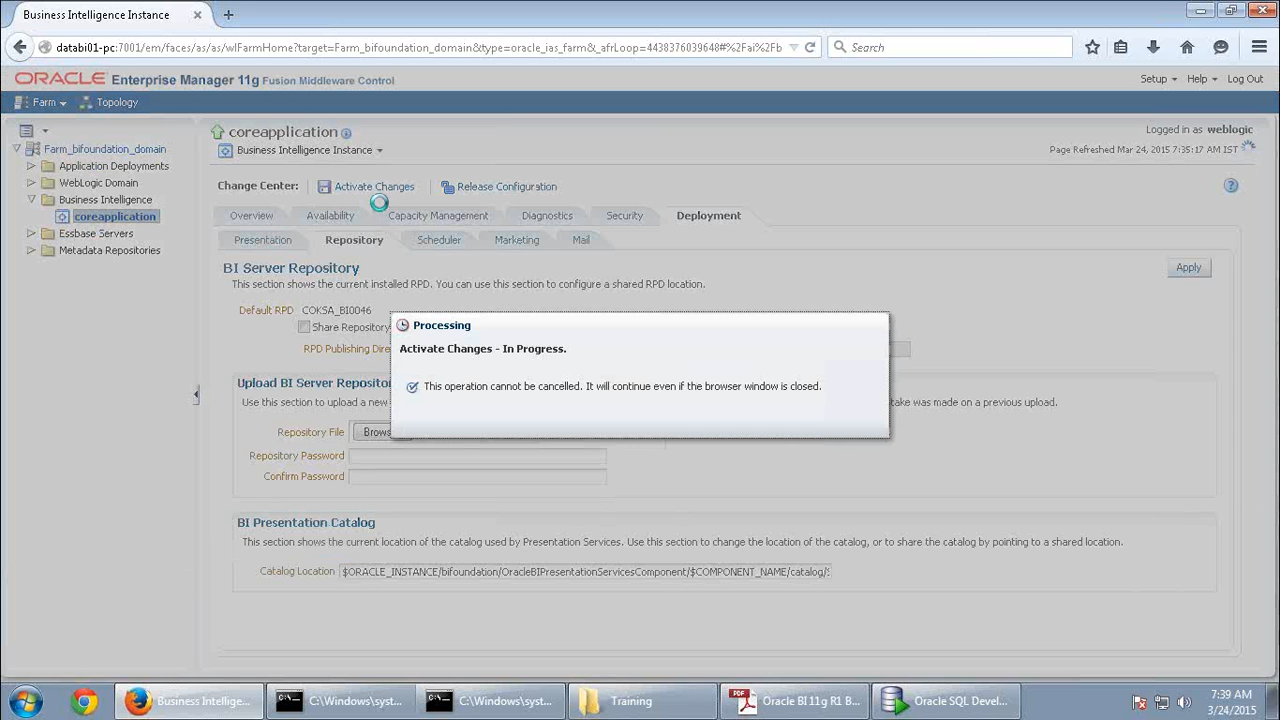 Business Intelligence Instance
databi01-pc:7001/em/faces/as/as/wlFarmHome?target=Farm_bifoundation_domain&type=oracle_ias_farm&_afrLoop=4438376039648#%2Fai%2Fb
Search
ORACLE Enterprise Manager 11g Fusion Middleware Control
Setup Help Log Out
Farm Topology
Farm_bifoundation_domain
Application Deployments
WebLogic Domain
Business Intelligence
coreapplication
Essbase Servers
Metadata Repositories
coreapplication
Logged in as weblogic
Business Intelligence Instance
Page Refreshed Mar 24, 2015 7:35:17 AM IST
Change Center: Activate Changes Release Configuration
Overview Availability Capacity Management Diagnostics Security Deployment
Presentation Repository Scheduler Marketing Mail
BI Server Repository
Apply
This section shows the current installed RPD. You can use this section to configure a shared RPD location.
Default RPD COKSA_BI0046
Share Repository
RPD Publishing Dire
Processing
Activate Changes - In Progress.
This operation cannot be cancelled. It will continue even if the browser window is closed.
Upload BI Server Reposito
Use this section to upload a new take was made on a previous upload.
Repository File Brows
Repository Password
Confirm Password
BI Presentation Catalog
This section shows the current location of the catalog used by Presentation Services. Use this section to change the location of the catalog, or to share the catalog by pointing to a shared location.
Catalog Location $ORACLE_INSTANCE/bifoundation/OracleBIPresentationServicesComponent/$COMPONENT_NAME/catalog/
Business Intellige... C:\Windows\syst... C:\Windows\syst... Training Oracle BI 11g R1 B... Oracle SQL Devel...
7:39 AM
3/24/2015